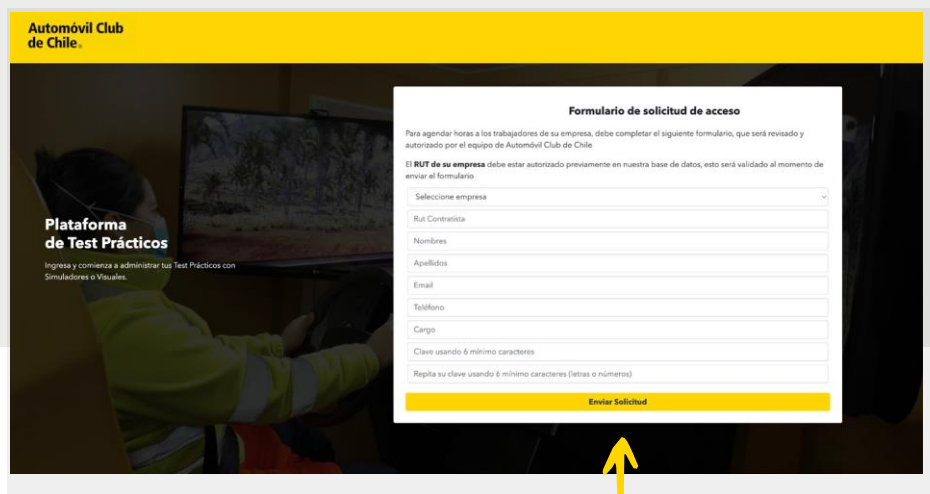 Automóvil Club
de Chile®
Formulario de solicitud de acceso
Para agendar horas a los trabajadores de su empresa, debe completar el siguiente formulario, que será revisado y
autorizado por el equipo de Automóvil Club de Chile
El RUT de su empresa debe estar autorizado previamente en nuestra base de datos, esto será validado al momento de
enviar el formulario
Seleccione empresa
Rut Contratista
Nombres
Apellidos
Email
Teléfono
Cargo
Clave usando 6 mínimo caracteres
Repita su clave usando 6 mínimo caracteres (letras o números)
Enviar Solicitud
Plataforma
de Test Prácticos
Ingresa y comienza a administrar tus Test Prácticos con
Simuladores o Visuales.